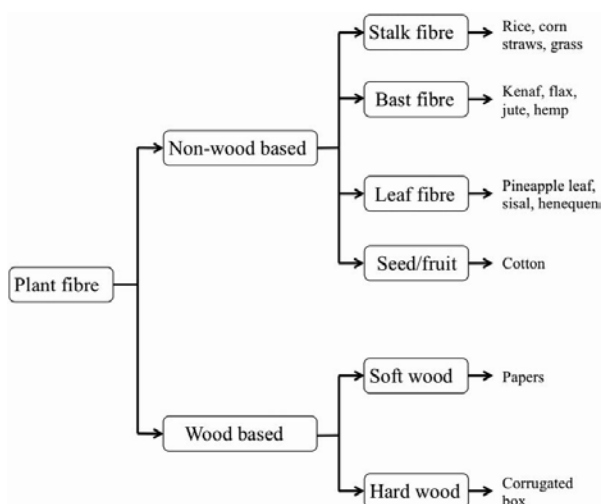 Stalk fibre
Rice, corn
straws, grass
Bast fibre
Kenaf, flax,
jute, hemp
Non-wood based
Leaf fibre
Pineapple leaf,
sisal, henequen
Seed/fruit
Cotton
Plant fibre
Soft wood
Papers
Wood based
Hard wood
Corrugated
box